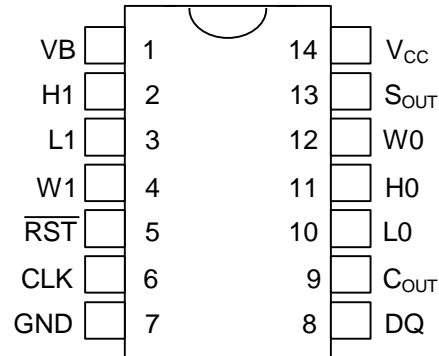 VB 1 14 VCC
H1 2 13 SOUT
L1 3 12 W0
W1 4 11 H0
R̅S̅T̅ 5 10 L0
CLK 6 9 COUT
GND 7 8 DQ